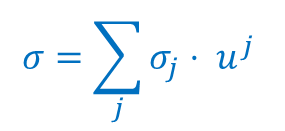 σ = ∑_j σ_j · u^j